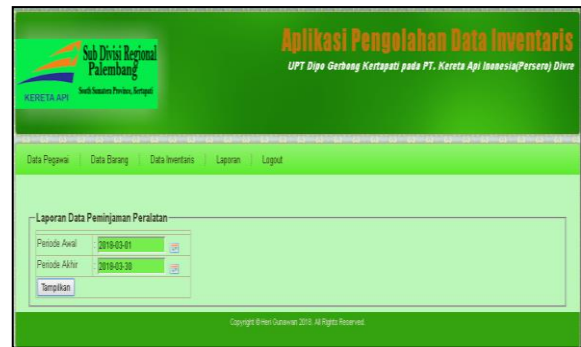 Sub Divisi Regional
Palembang
South Sumatera Province, Kertapati
KERETA API
Aplikasi Pengolahan Data Inventaris
UPT Dipo Gerbong Kertapati pada PT. Kereta Api Inonesia(Persero) Divre
Data Pegawai
Data Barang
Data Inventaris
Laporan
Logout
Laporan Data Peminjaman Peralatan
Periode Awal : 2018-03-01
Periode Akhir : 2018-03-30
Tampilkan
Copyright © Heri Gunawan 2018. All Rights Reserved.